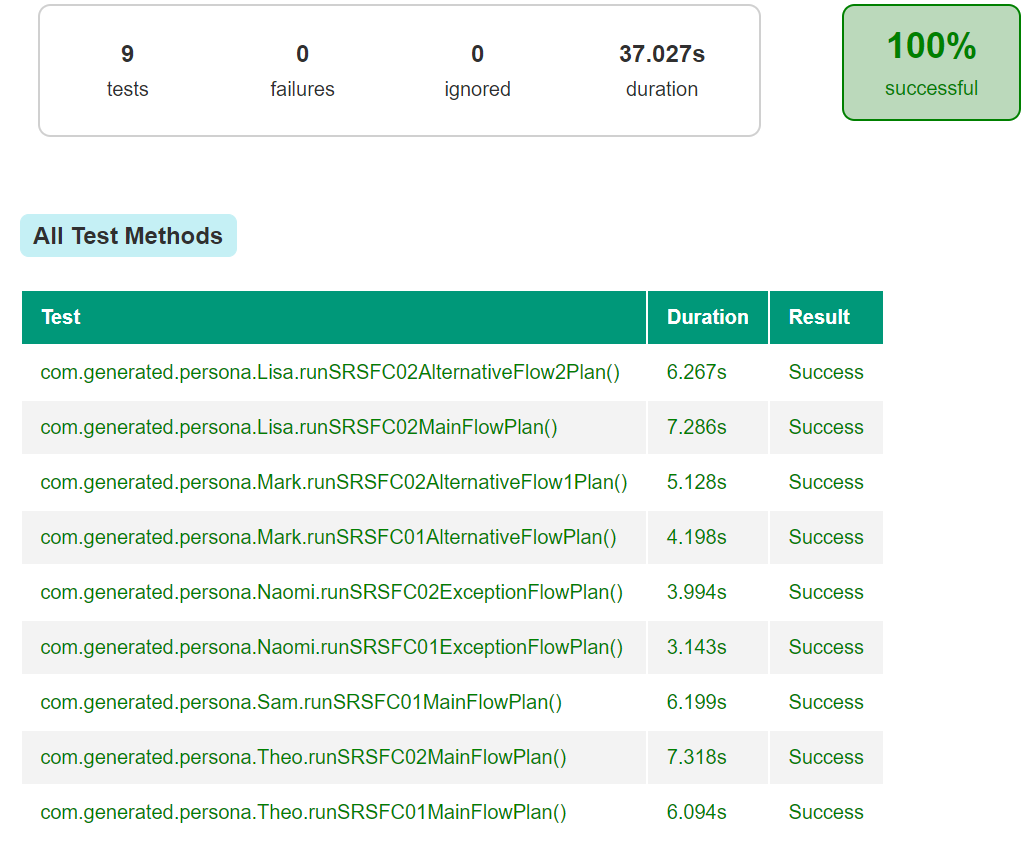 9 0 0 37.027s 100%
tests failures ignored duration successful
All Test Methods
Test Duration Result
com.generated.persona.Lisa.runSRSFC02AlternativeFlow2Plan() 6.267s Success
com.generated.persona.Lisa.runSRSFC02MainFlowPlan() 7.286s Success
com.generated.persona.Mark.runSRSFC02AlternativeFlow1Plan() 5.128s Success
com.generated.persona.Mark.runSRSFC01AlternativeFlowPlan() 4.198s Success
com.generated.persona.Naomi.runSRSFC02ExceptionFlowPlan() 3.994s Success
com.generated.persona.Naomi.runSRSFC01ExceptionFlowPlan() 3.143s Success
com.generated.persona.Sam.runSRSFC01MainFlowPlan() 6.199s Success
com.generated.persona.Theo.runSRSFC02MainFlowPlan() 7.318s Success
com.generated.persona.Theo.runSRSFC01MainFlowPlan() 6.094s Success